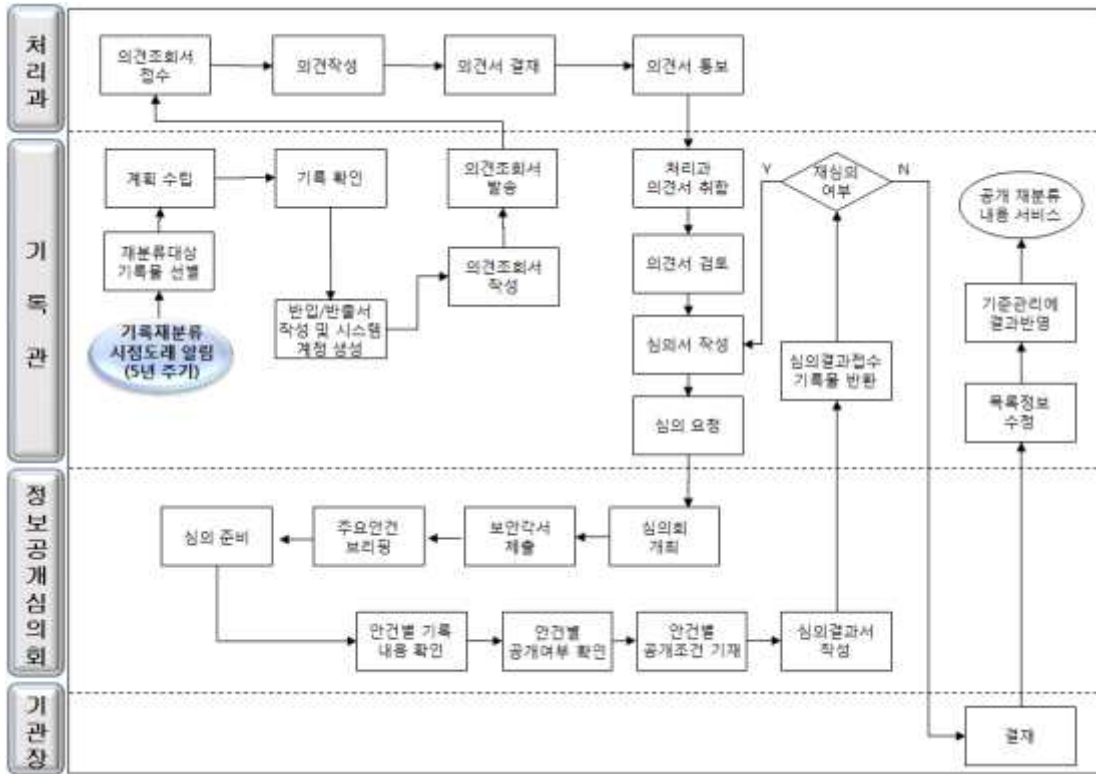 처리과
의견조회서
접수
의견작성
의견서 결재
의견서 통보
기록관
계획 수립
기록 확인
의견조회서
발송
처리과
의견서 취합
Y
재심의
여부
N
공개 재분류
내용 서비스
재분류대상
기록물 선별
의견조회서
작성
의견서 검토
기록재분류
시점도래 알림
(5년 주기)
반입/반출서
작성 및 시스템
계정 생성
심의서 작성
심의결과접수
기록물 반환
기준관리에
결과반영
심의 요청
목록정보
수정
정보공개심의회
심의 준비
주요안건
브리핑
보안각서
제출
심의회
개최
안건별 기록
내용 확인
안건별
공개여부 확인
안건별
공개조건 기재
심의결과서
작성
기관장
결재